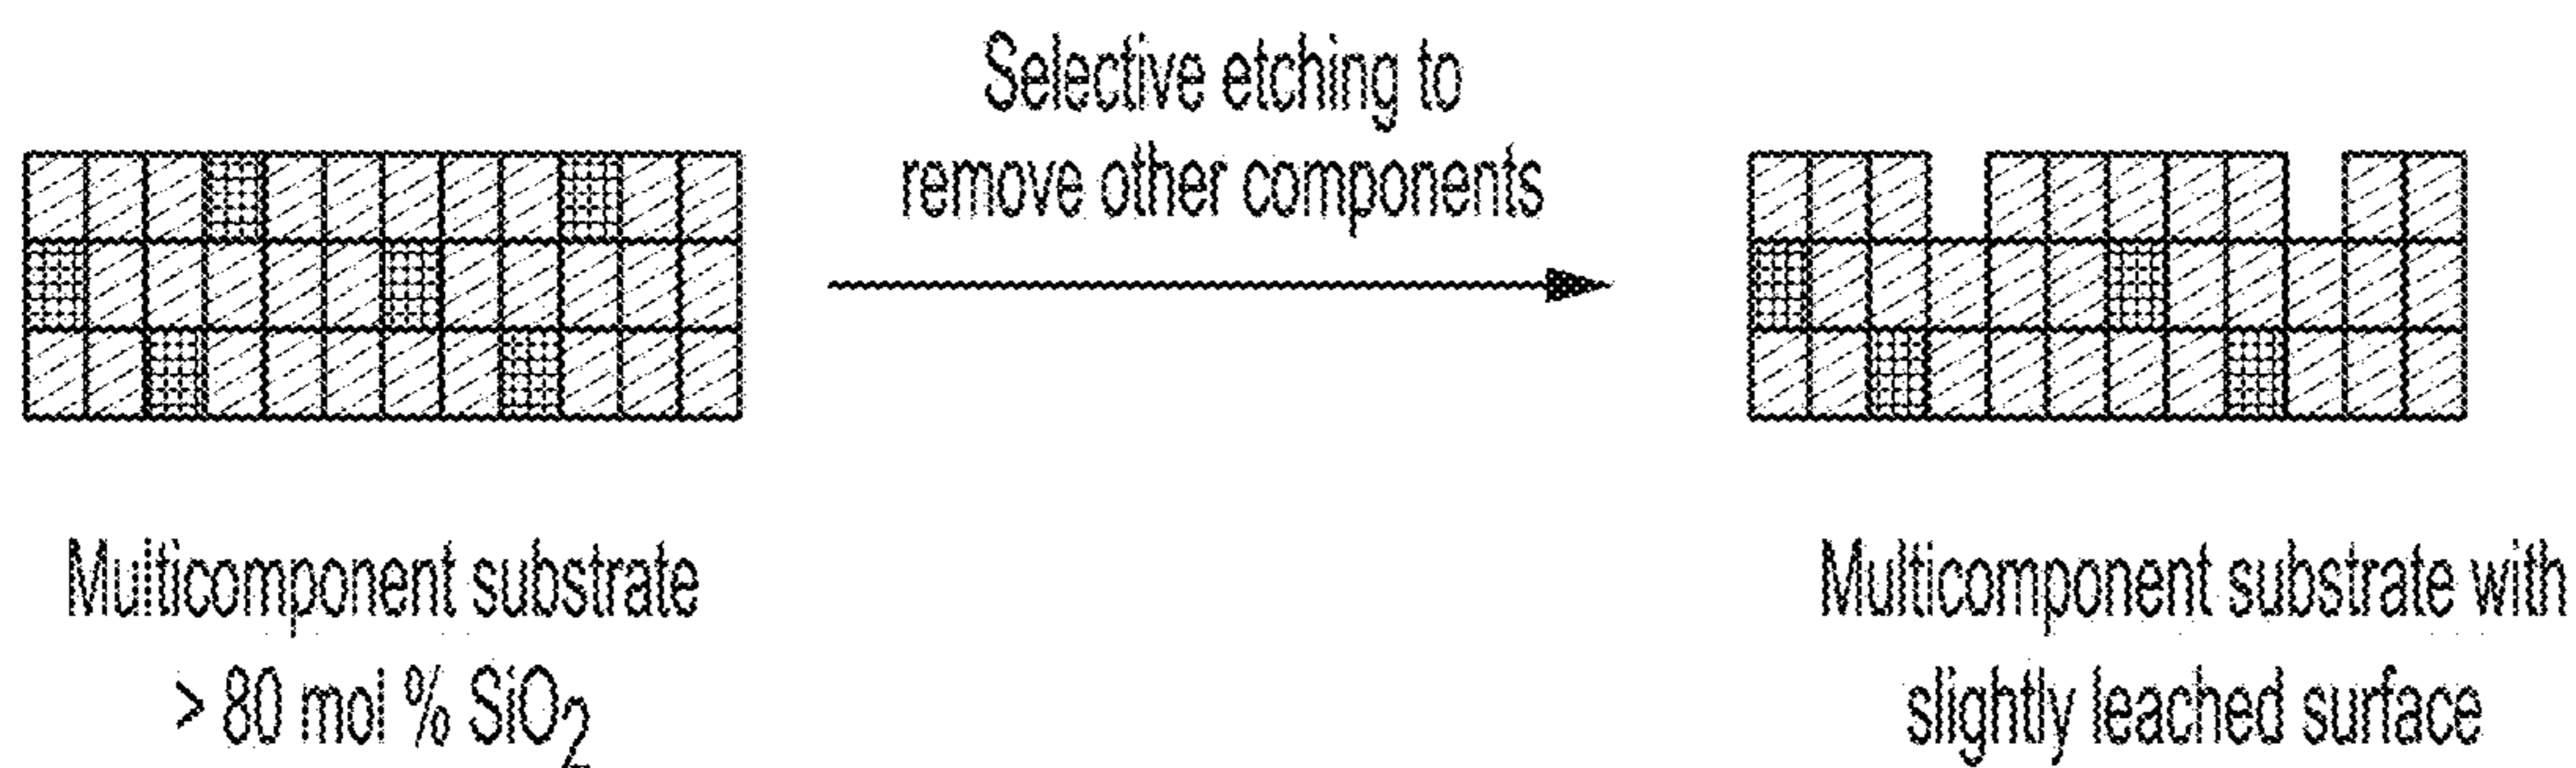 Selective etching to
remove other components
Multicomponent substrate
> 80 mol % SiO2
Multicomponent substrate with
slightly leached surface